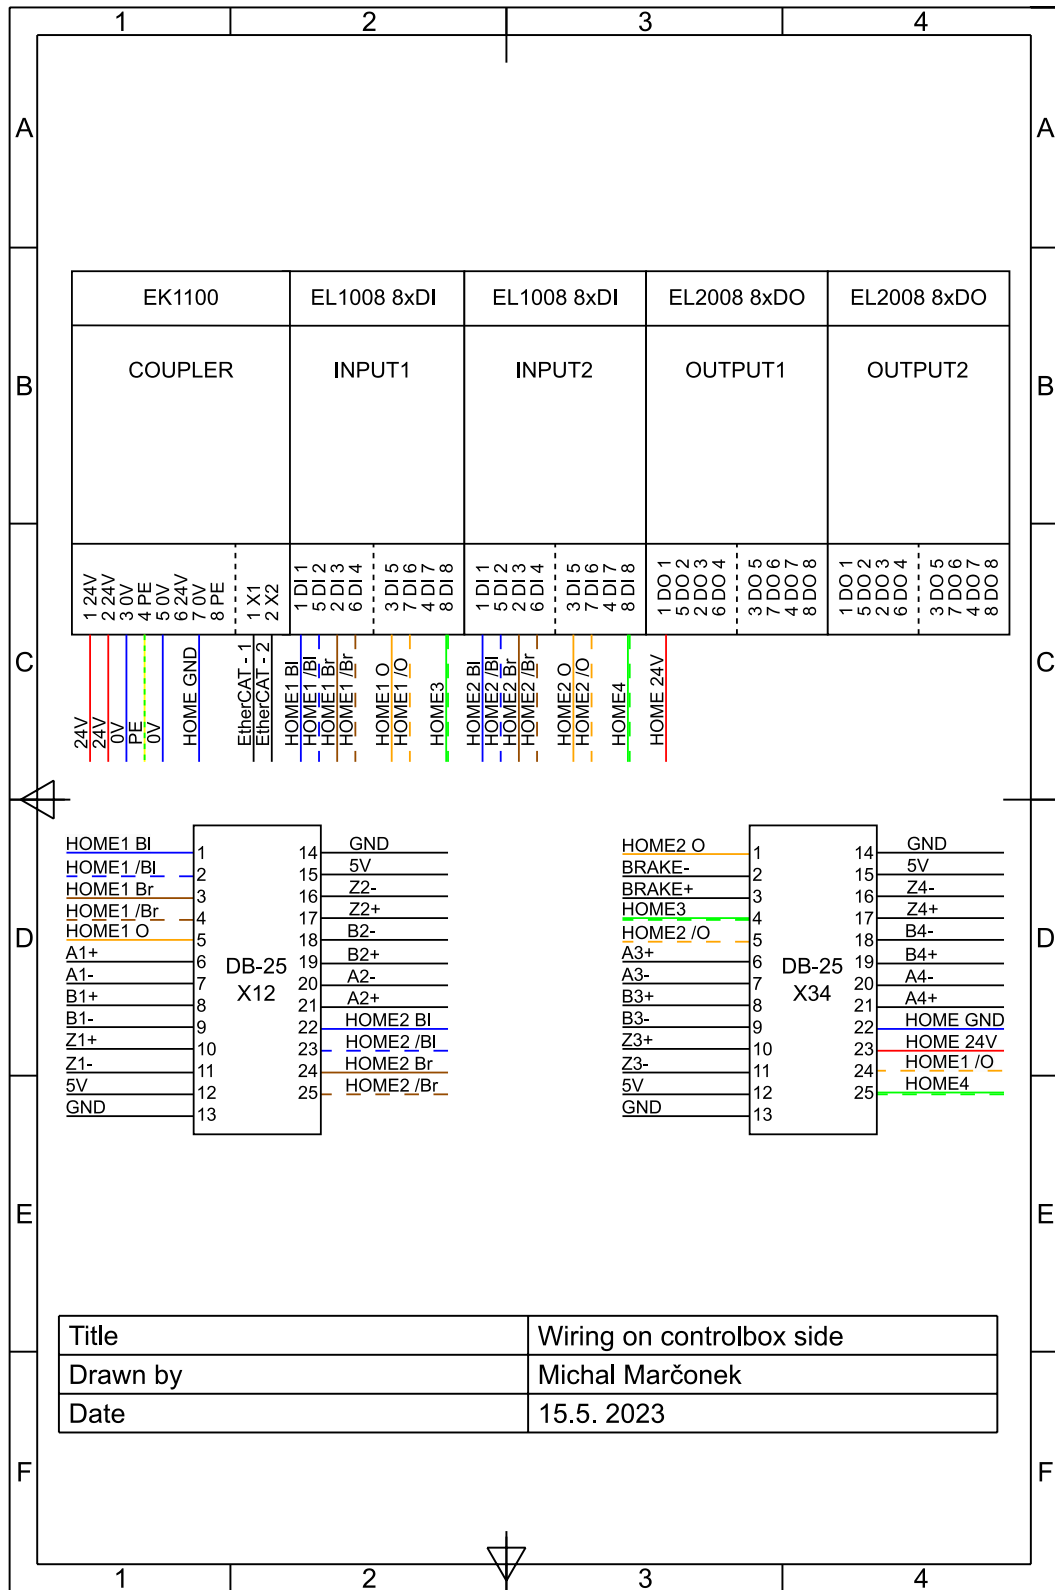 1 2 3 4
A A
EK1100 EL1008 8xDI EL1008 8xDI EL2008 8xDO EL2008 8xDO
COUPLER INPUT1 INPUT2 OUTPUT1 OUTPUT2
B B
1 24V
2 24V
3 0V
4 PE
5 0V
6 24V
7 0V
8 PE
1 X1
2 X2
1 DI 1
5 DI 2
2 DI 3
6 DI 4
3 DI 5
7 DI 6
4 DI 7
8 DI 8
1 DI 1
5 DI 2
2 DI 3
6 DI 4
3 DI 5
7 DI 6
4 DI 7
8 DI 8
1 DO 1
5 DO 2
2 DO 3
6 DO 4
3 DO 5
7 DO 6
4 DO 7
8 DO 8
1 DO 1
5 DO 2
2 DO 3
6 DO 4
3 DO 5
7 DO 6
4 DO 7
8 DO 8
C C
24V
24V
0V
PE
0V
HOME GND
EtherCAT - 1
EtherCAT - 2
HOME1 Bl
HOME1 /Bl
HOME1 Br
HOME1 /Br
HOME1 O
HOME1 /O
HOME3
HOME2 Bl
HOME2 /Bl
HOME2 Br
HOME2 /Br
HOME2 O
HOME2 /O
HOME4
HOME 24V
D D
DB-25
X12
HOME1 Bl 1
HOME1 /Bl 2
HOME1 Br 3
HOME1 /Br 4
HOME1 O 5
A1+ 6
A1- 7
B1+ 8
B1- 9
Z1+ 10
Z1- 11
5V 12
GND 13
14 GND
15 5V
16 Z2-
17 Z2+
18 B2-
19 B2+
20 A2-
21 A2+
22 HOME2 Bl
23 HOME2 /Bl
24 HOME2 Br
25 HOME2 /Br
DB-25
X34
HOME2 O 1
BRAKE- 2
BRAKE+ 3
HOME3 4
HOME2 /O 5
A3+ 6
A3- 7
B3+ 8
B3- 9
Z3+ 10
Z3- 11
5V 12
GND 13
14 GND
15 5V
16 Z4-
17 Z4+
18 B4-
19 B4+
20 A4-
21 A4+
22 HOME GND
23 HOME 24V
24 HOME1 /O
25 HOME4
E E
Title Wiring on controlbox side
Drawn by Michal Marčonek
Date 15.5. 2023
F F
1 2 3 4